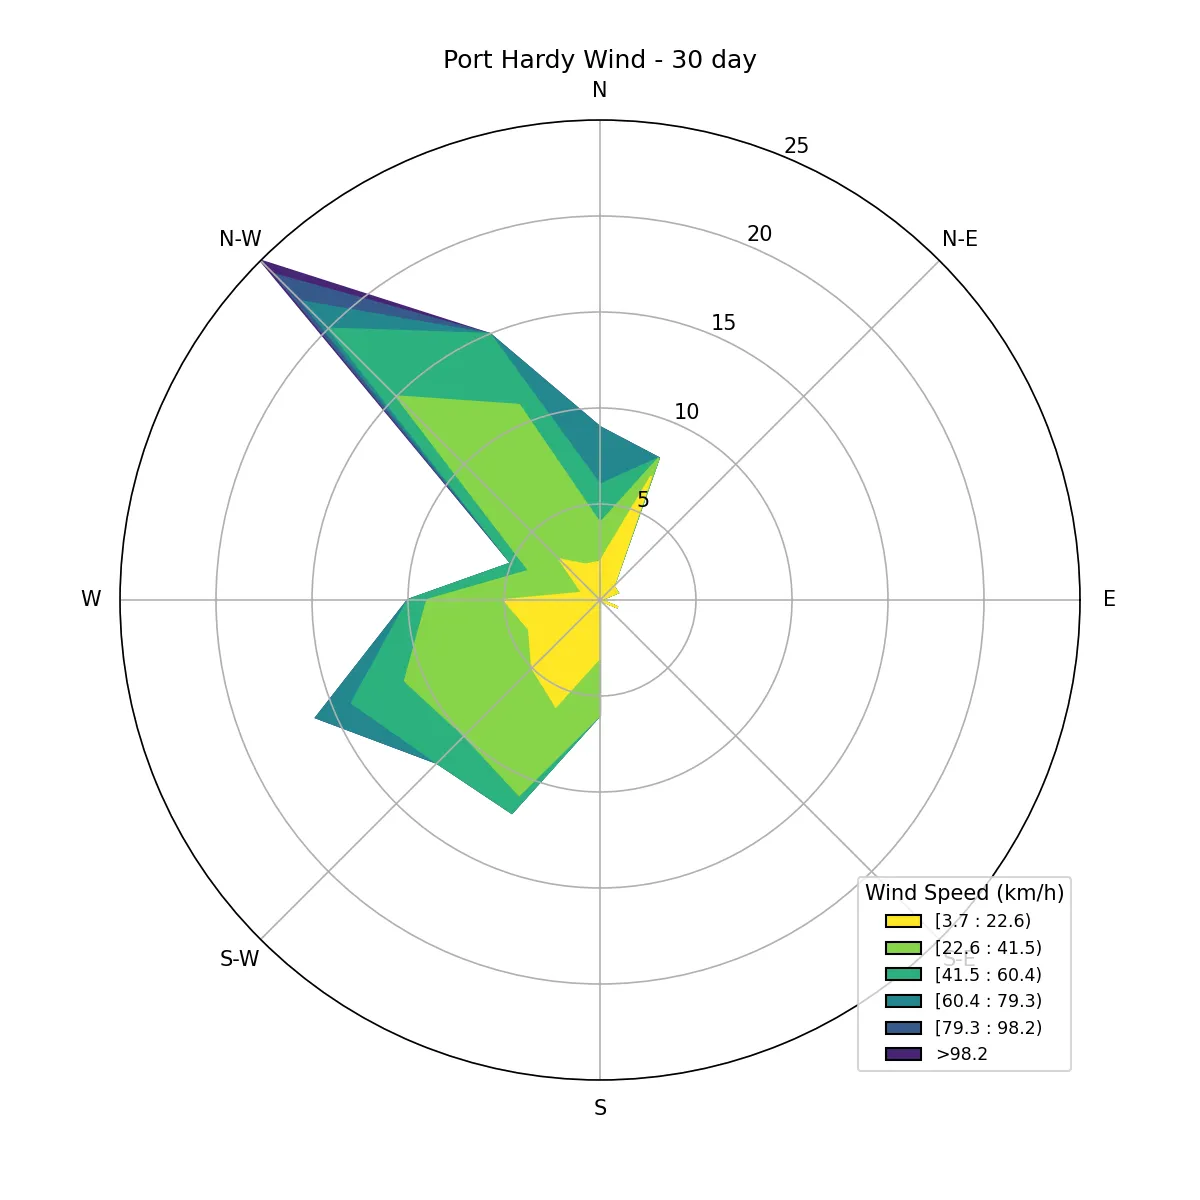 Port Hardy Wind - 30 day
N
25
N-W
N-E
20
15
10
5
W
E
Wind Speed (km/h)
[3.7 : 22.6)
[22.6 : 41.5)
S-W
S-E
[41.5 : 60.4)
[60.4 : 79.3)
[79.3 : 98.2)
>98.2
S